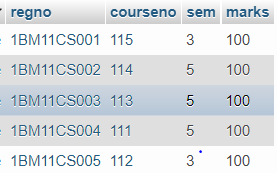 regno courseno sem marks
1BM11CS001 115 3 100
1BM11CS002 114 5 100
1BM11CS003 113 5 100
1BM11CS004 111 5 100
1BM11CS005 112 3 100